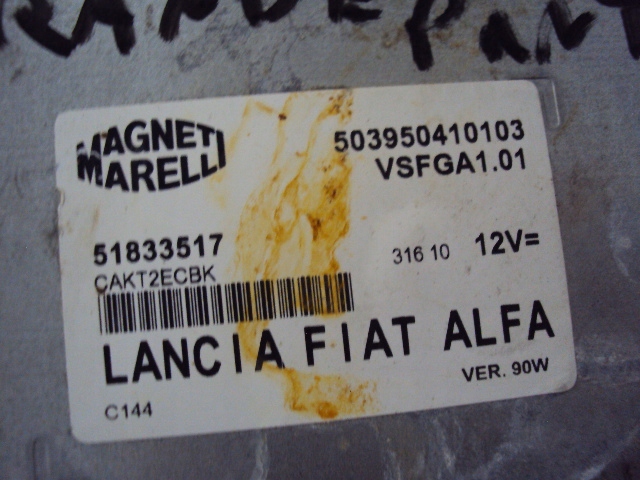 MAGNETI
MARELLI
503950410103
VSFGA1.01
51833517
316 10 12V=
CAKT2ECBK
LANCIA FIAT ALFA
VER. 90W
C144